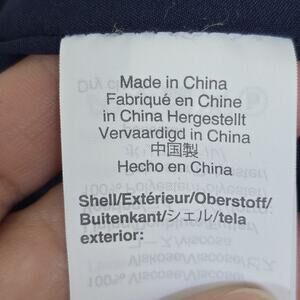 Made in China
Fabriqué en Chine
in China Hergestellt
Vervaardigd in China
中国製
Hecho en China
Shell/Extérieur/Oberstoff/
Buitenkant/シェル/tela
exterior: